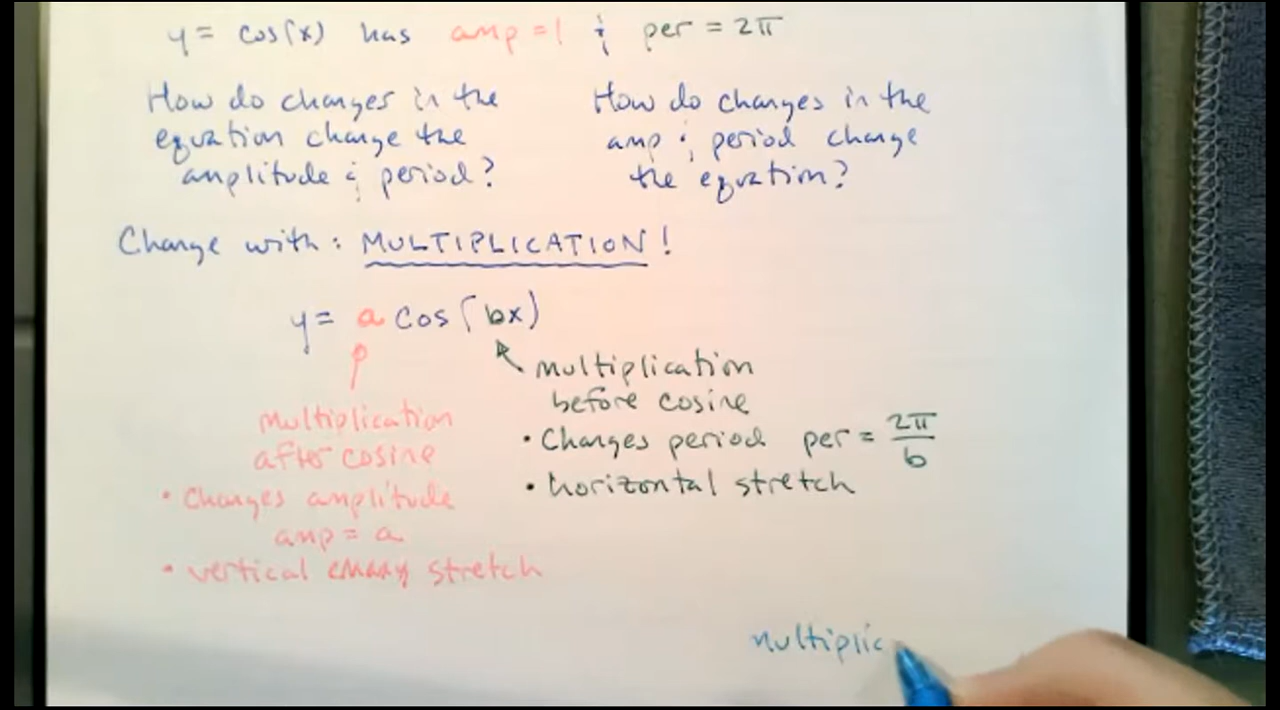 y = cos(x) has amp = 1 & per = 2π
How do changes in the
equation change the
amplitude & period?
How do changes in the
amp & period change
the equation?
Change with: MULTIPLICATION!
y = a cos(bx)
multiplication
after cosine
• changes amplitude
amp = a
• vertical stretch
multiplication
before cosine
• Changes period per = 2π/b
• horizontal stretch
multiplic